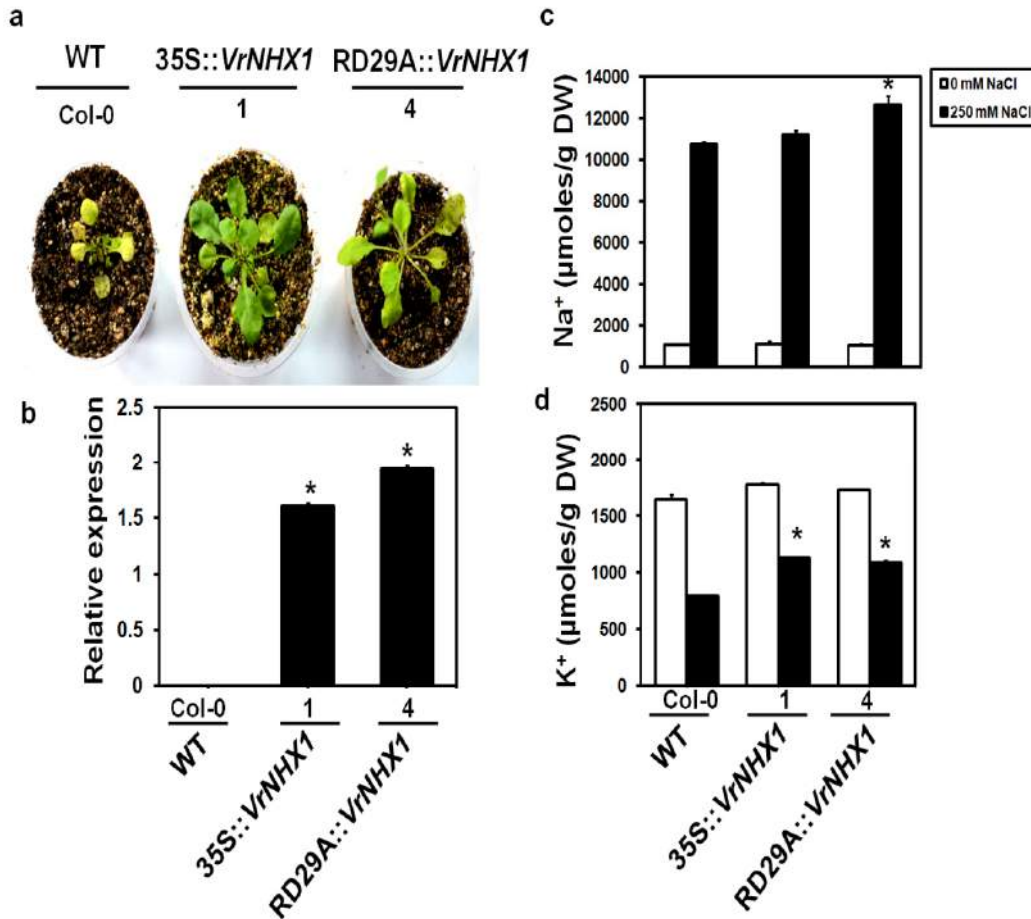 a
WT
35S::VrNHX1
RD29A::VrNHX1
Col-0
1
4
b
Relative expression
2.5
2
1.5
1
0.5
0
*
*
Col-0
1
4
WT
35S::VrNHX1
RD29A::VrNHX1
c
Na⁺ (µmoles/g DW)
14000
12000
10000
8000
6000
4000
2000
0
*
0 mM NaCl
250 mM NaCl
d
K⁺ (µmoles/g DW)
2500
2000
1500
1000
500
0
*
*
Col-0
1
4
WT
35S::VrNHX1
RD29A::VrNHX1